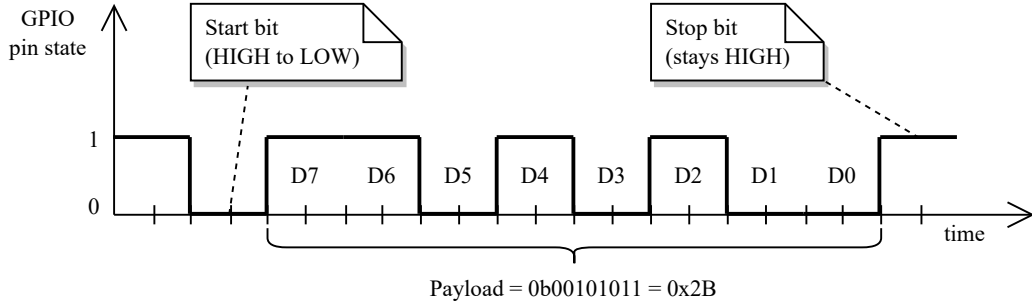 GPIO
pin state
Start bit
(HIGH to LOW)
Stop bit
(stays HIGH)
1
D7 D6 D5 D4 D3 D2 D1 D0
0
time
Payload = 0b00101011 = 0x2B